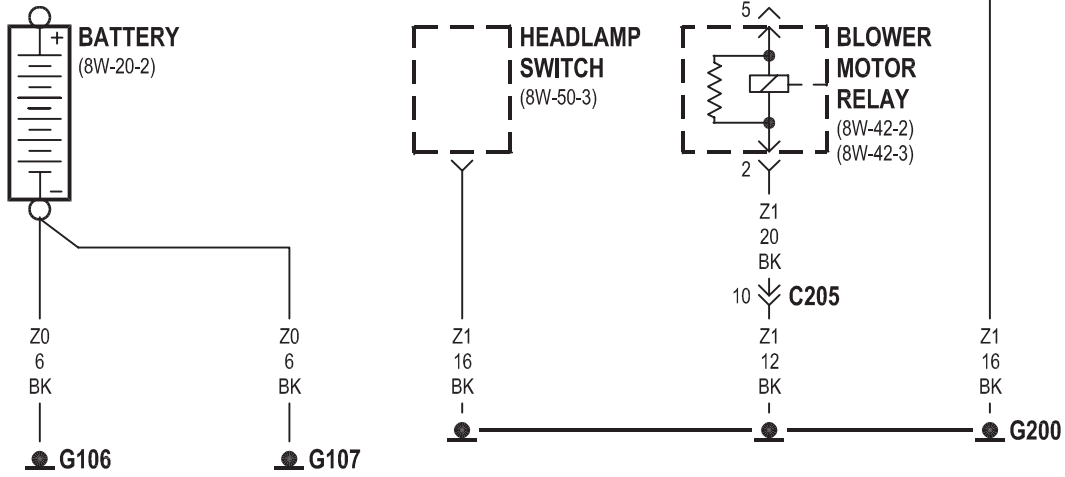 +
BATTERY
(8W-20-2)
−
HEADLAMP
SWITCH
(8W-50-3)
5
BLOWER
MOTOR
RELAY
(8W-42-2)
(8W-42-3)
2
Z1
20
BK
10
C205
Z0
6
BK
Z0
6
BK
Z1
16
BK
Z1
12
BK
Z1
16
BK
G106
G107
G200